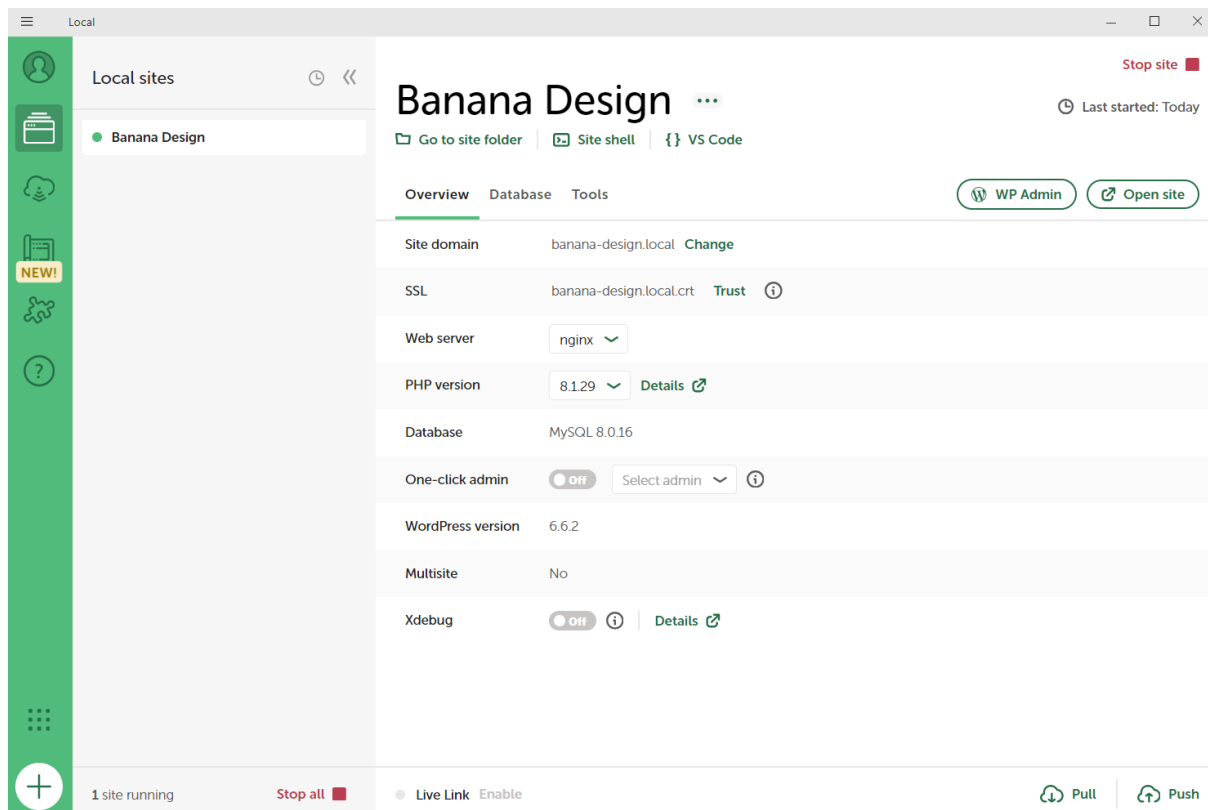 Local
Local sites
Banana Design
NEW!
1 site running
Stop all
Stop site
Banana Design
Last started: Today
Go to site folder
Site shell
VS Code
Overview Database Tools
WP Admin
Open site
Site domain banana-design.local Change
SSL banana-design.local.crt Trust
Web server nginx
PHP version 8.1.29 Details
Database MySQL 8.0.16
One-click admin Off Select admin
WordPress version 6.6.2
Multisite No
Xdebug Off Details
Live Link Enable
Pull
Push